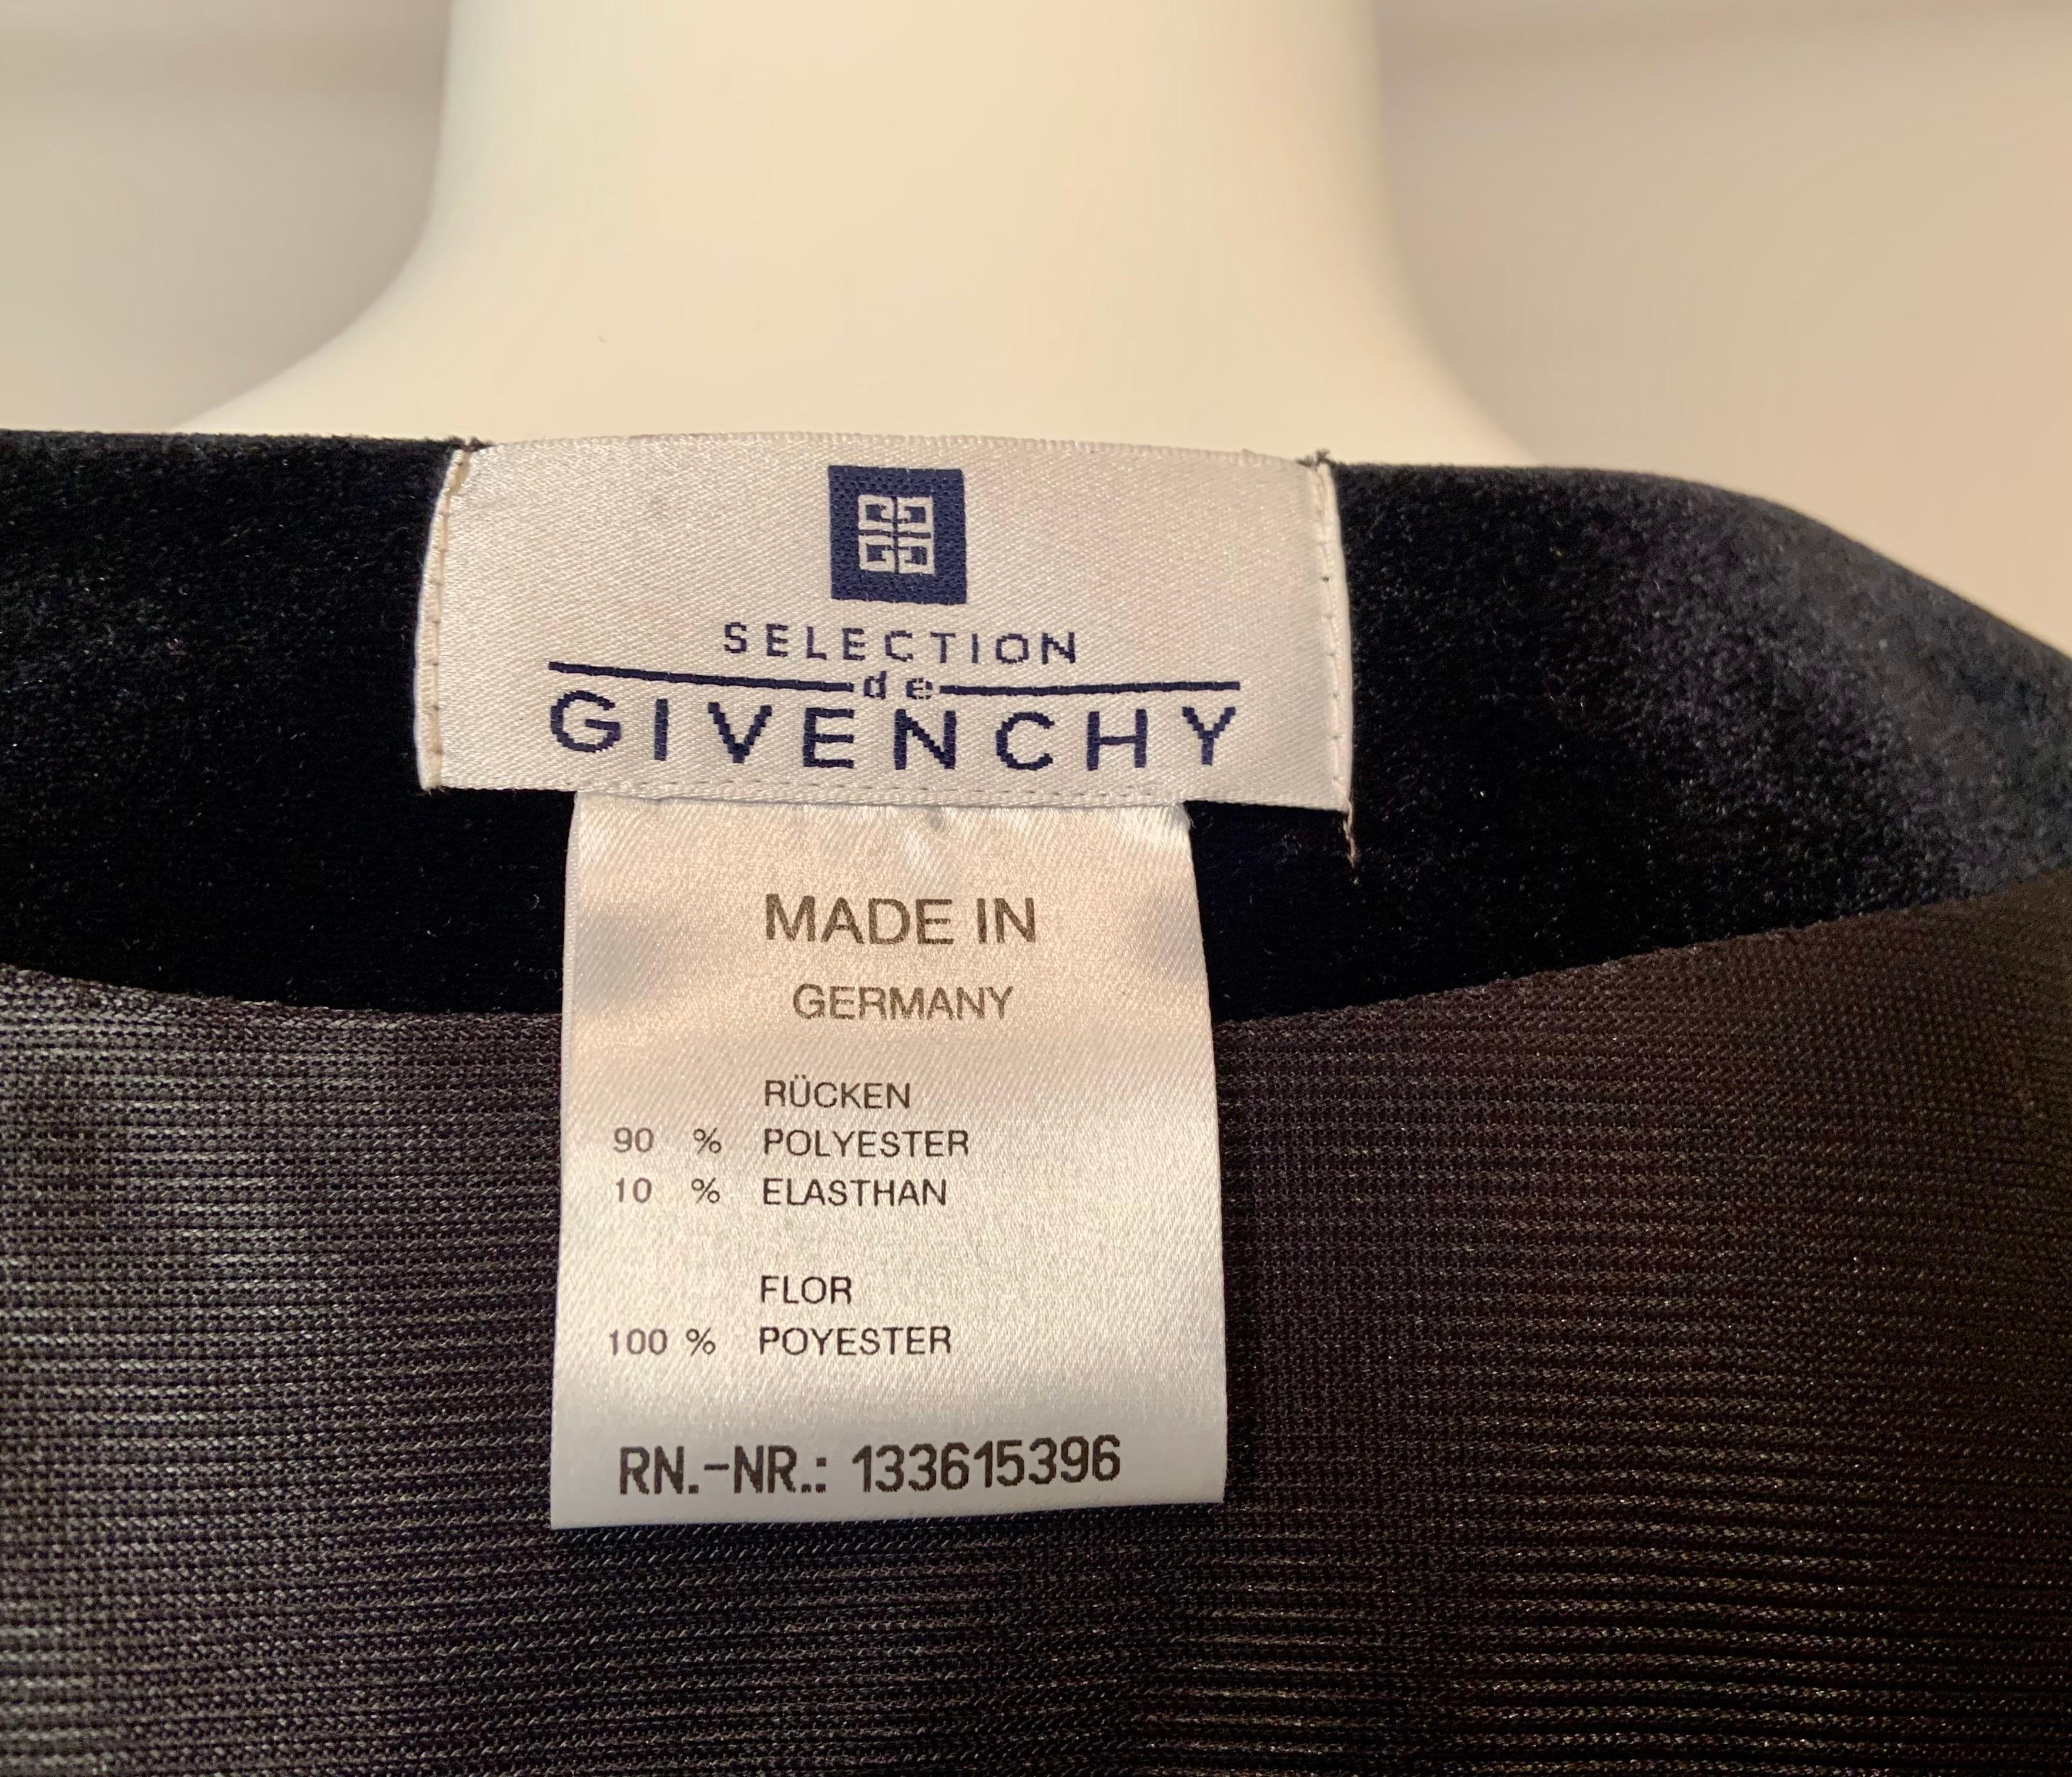 SELECTION
de
GIVENCHY
MADE IN
GERMANY
RÜCKEN
90 % POLYESTER
10 % ELASTHAN
FLOR
100 % POYESTER
RN.-NR.: 133615396